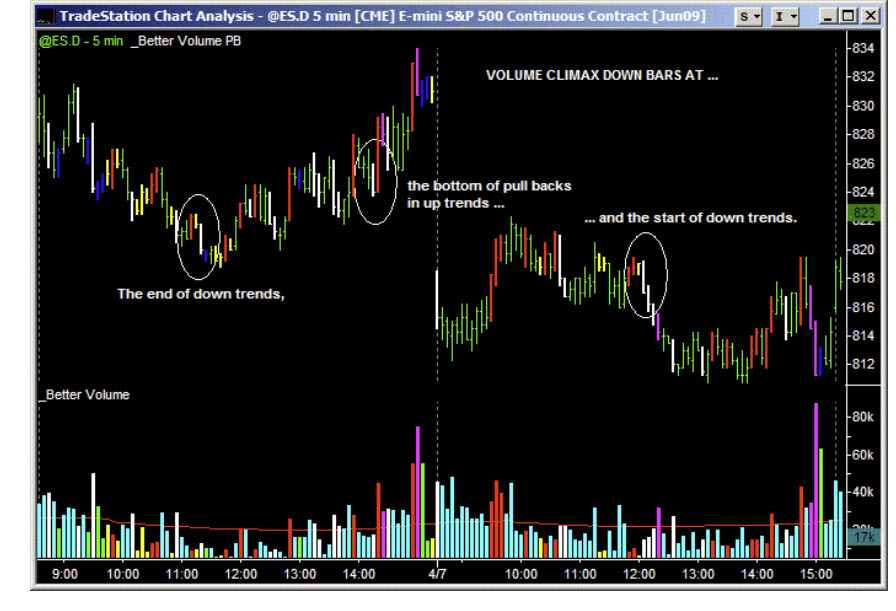 TradeStation Chart Analysis - @ES.D 5 min [CME] E-mini S&P 500 Continuous Contract [Jun09]
S
I
@ES.D - 5 min _Better Volume PB
VOLUME CLIMAX DOWN BARS AT ...
the bottom of pull backs
in up trends ...
... and the start of down trends.
The end of down trends,
834
832
830
828
826
824
823
822
820
818
816
814
812
_Better Volume
80k
60k
40k
20k
17k
9:00 10:00 11:00 12:00 13:00 14:00 4/7 10:00 11:00 12:00 13:00 14:00 15:00